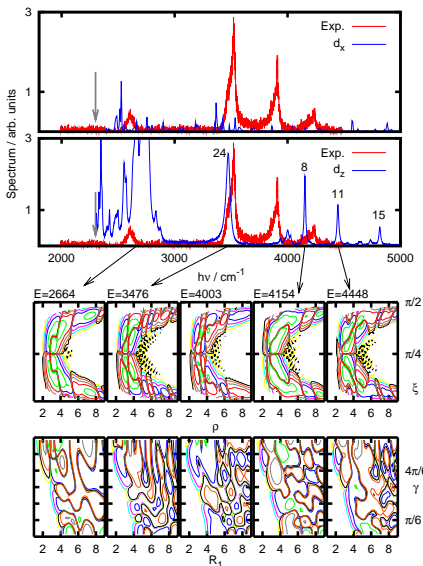 3
Exp.
dx
1
Spectrum / arb. units
3
Exp.
dz
24
8
11
15
1
2000 3000 4000 5000
hν / cm⁻¹
E=2664 E=3476 E=4003 E=4154 E=4448
π/2
π/4
ξ
2 4 6 8 2 4 6 8 2 4 6 8 2 4 6 8 2 4 6 8
ρ
4π/6
γ
π/6
2 4 6 8 2 4 6 8 2 4 6 8 2 4 6 8 2 4 6 8
R₁